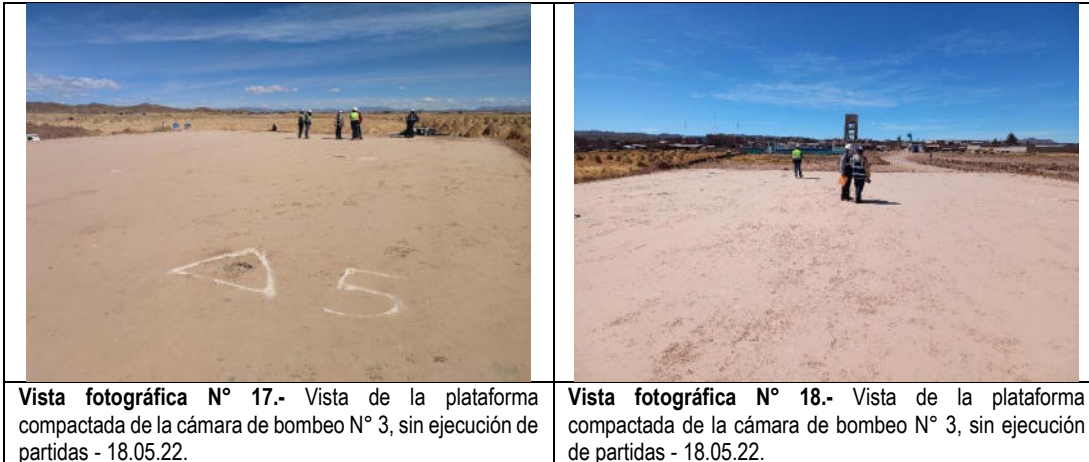 △ 5
Vista fotográfica N° 17.- Vista de la plataforma
compactada de la cámara de bombeo N° 3, sin ejecución de
partidas - 18.05.22.
Vista fotográfica N° 18.- Vista de la plataforma
compactada de la cámara de bombeo N° 3, sin ejecución
de partidas - 18.05.22.